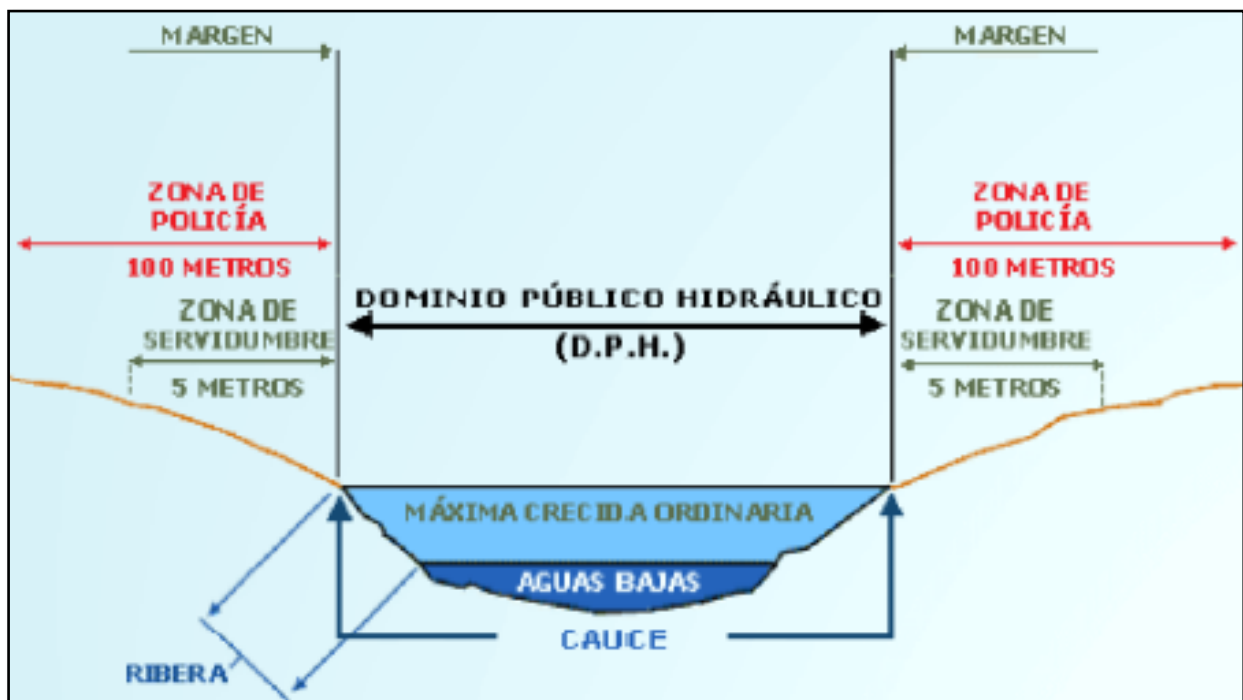 MARGEN
MARGEN
ZONA DE
POLICÍA
100 METROS
ZONA DE
POLICÍA
100 METROS
DOMINIO PÚBLICO HIDRÁULICO
(D.P.H.)
ZONA DE
SERVIDUMBRE
5 METROS
ZONA DE
SERVIDUMBRE
5 METROS
MÁXIMA CRECIDA ORDINARIA
AGUAS BAJAS
CAUCE
RIBERA